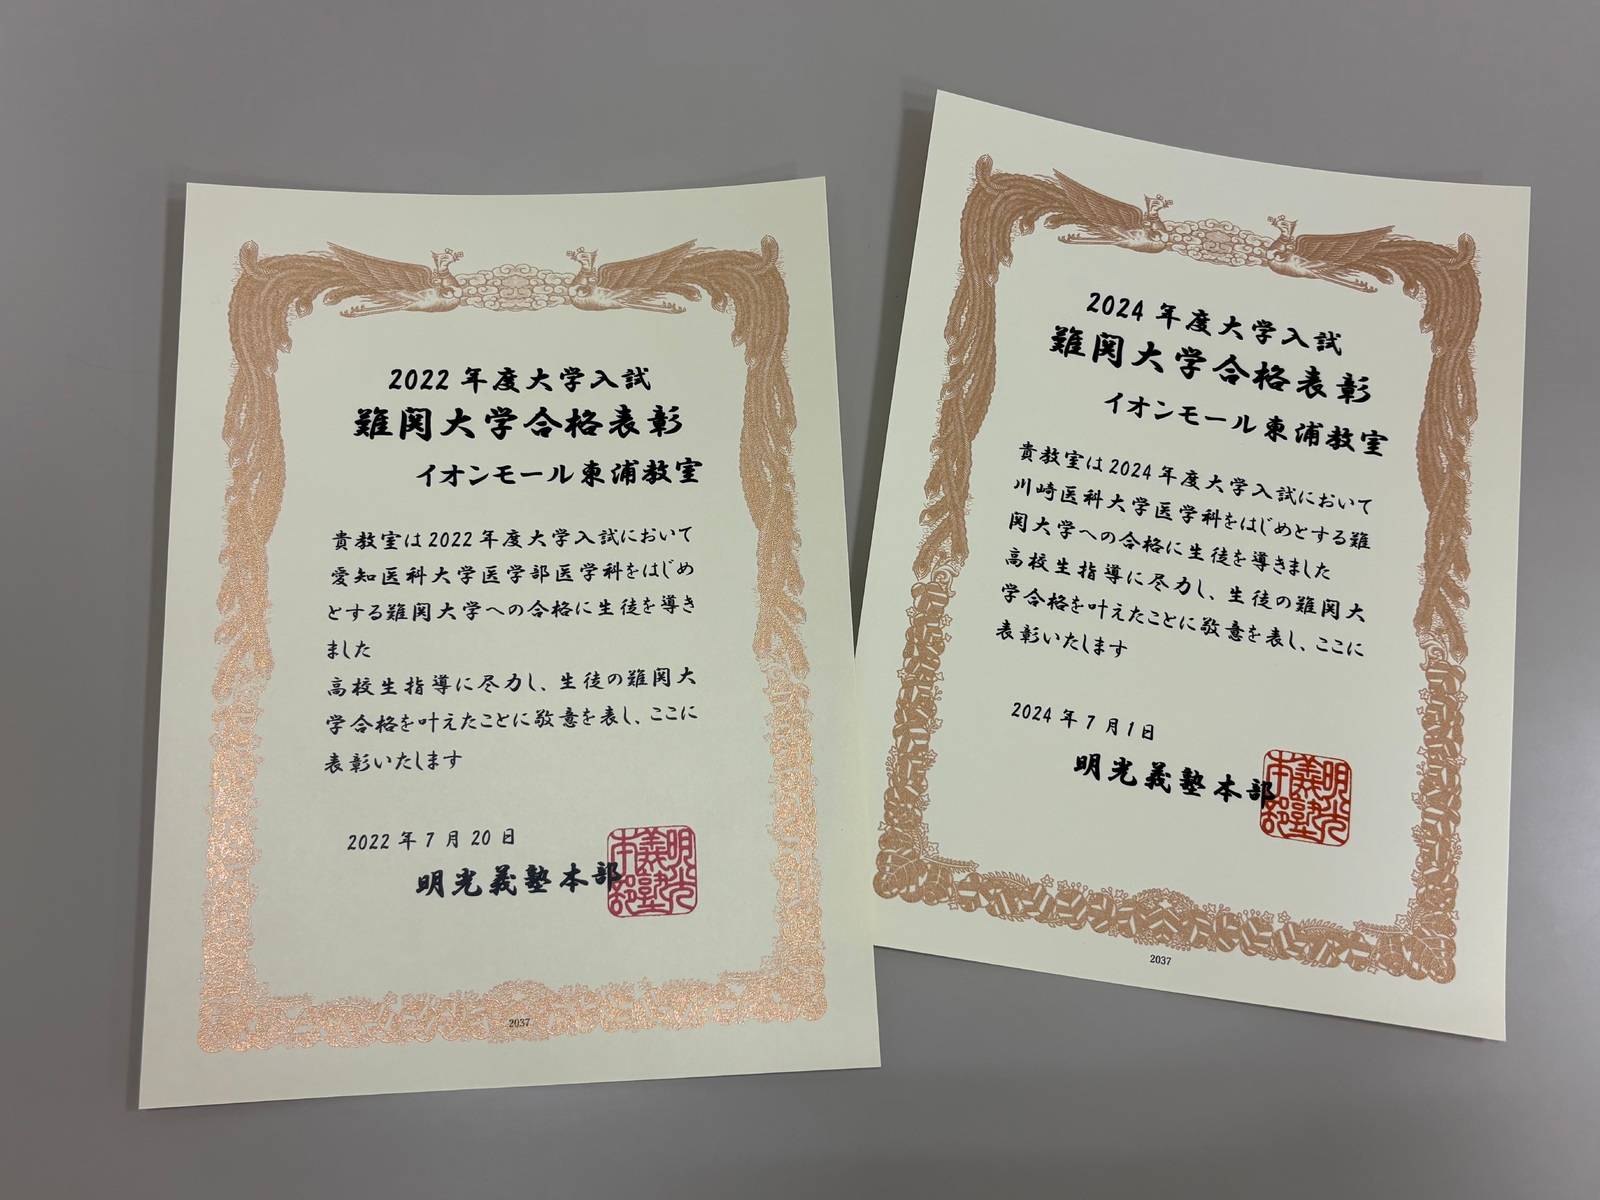 2022年度大学入試
難関大学合格表彰
イオンモール東浦教室
貴教室は2022年度大学入試において
愛知医科大学医学部医学科をはじめ
とする難関大学への合格に生徒を導き
ました
高校生指導に尽力し、生徒の難関大
学合格を叶えたことに敬意を表し、ここに
表彰いたします
2022年7月20日
明光義塾本部
明光
義塾
本部
2037
2024年度大学入試
難関大学合格表彰
イオンモール東浦教室
貴教室は2024年度大学入試において
川崎医科大学医学科をはじめとする難
関大学への合格に生徒を導きました
高校生指導に尽力し、生徒の難関大
学合格を叶えたことに敬意を表し、ここに
表彰いたします
2024年7月1日
明光義塾本部
明光
義塾
本部
2037